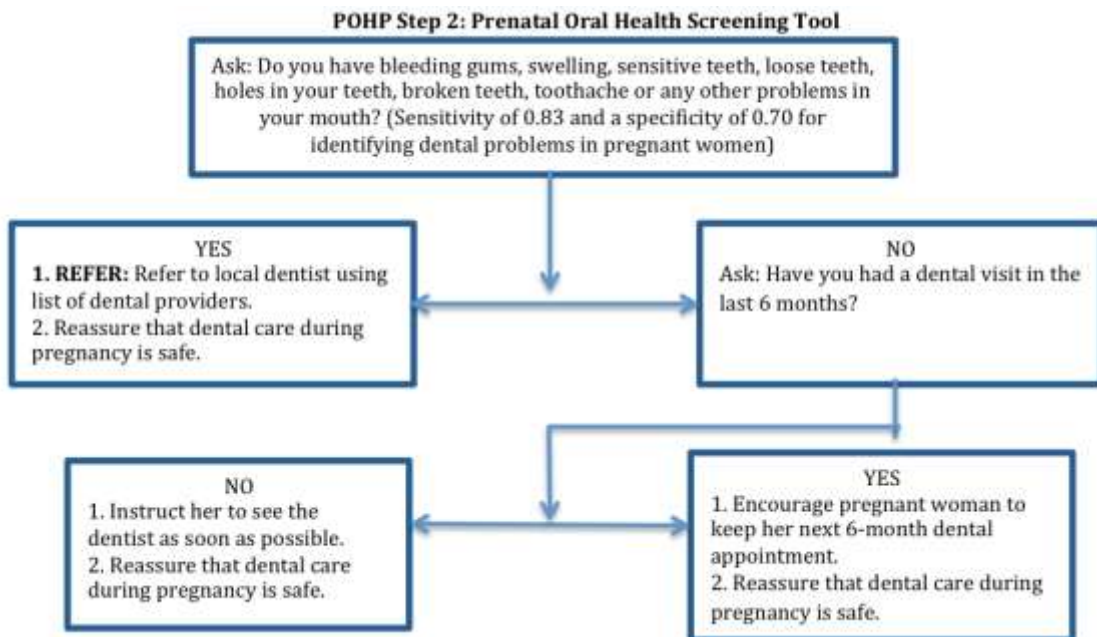 POHP Step 2: Prenatal Oral Health Screening Tool
Ask: Do you have bleeding gums, swelling, sensitive teeth, loose teeth,
holes in your teeth, broken teeth, toothache or any other problems in
your mouth? (Sensitivity of 0.83 and a specificity of 0.70 for
identifying dental problems in pregnant women)
YES
1. REFER: Refer to local dentist using
list of dental providers.
2. Reassure that dental care during
pregnancy is safe.
NO
Ask: Have you had a dental visit in the
last 6 months?
NO
1. Instruct her to see the
dentist as soon as possible.
2. Reassure that dental care
during pregnancy is safe.
YES
1. Encourage pregnant woman to
keep her next 6-month dental
appointment.
2. Reassure that dental care during
pregnancy is safe.